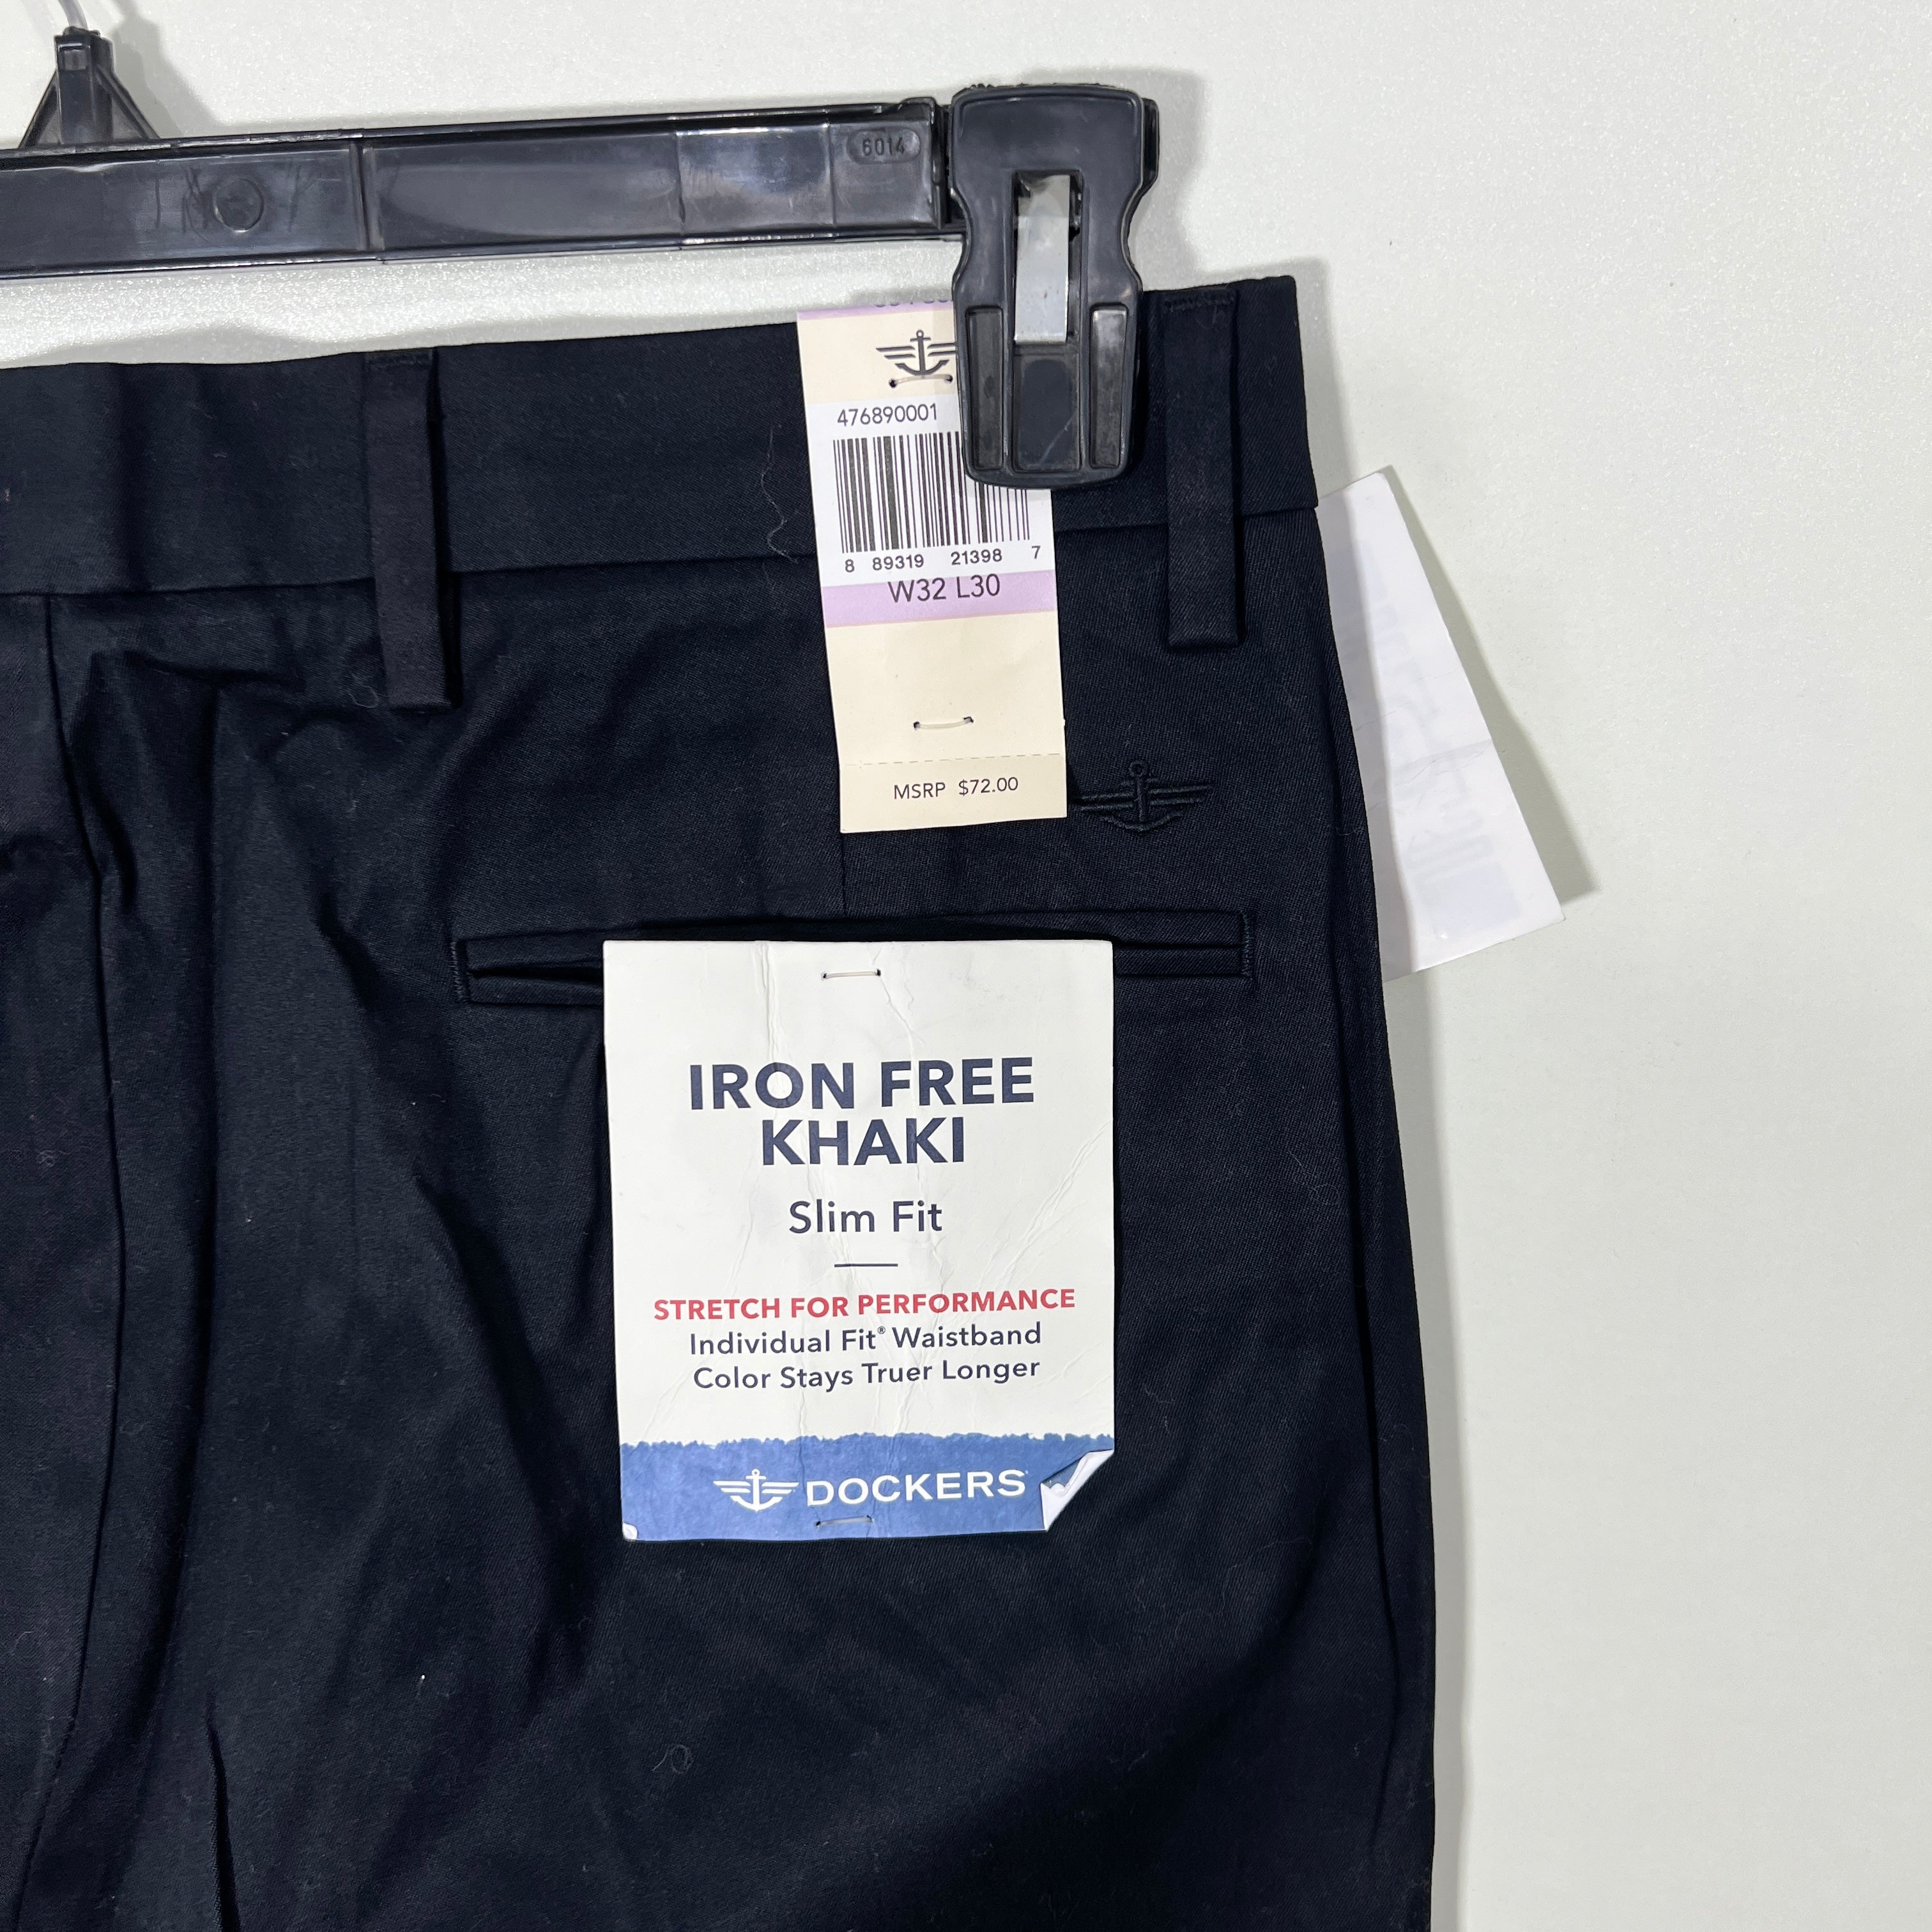 6014
476890001
8 89319 21398 7
W32 L30
MSRP $72.00
IRON FREE
KHAKI
Slim Fit
STRETCH FOR PERFORMANCE
Individual Fit® Waistband
Color Stays Truer Longer
DOCKERS